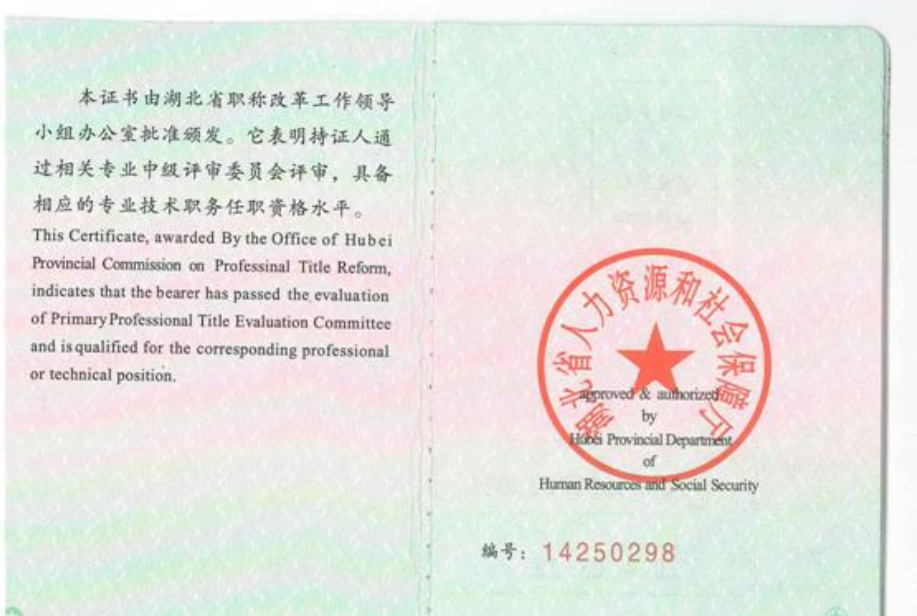 本证书由湖北省职称改革工作领导
小组办公室批准颁发。它表明持证人通
过相关专业中级评审委员会评审，具备
相应的专业技术职务任职资格水平。
This Certificate, awarded By the Office of Hubei
Provincial Commission on Professinal Title Reform,
indicates that the bearer has passed the evaluation
of Primary Professional Title Evaluation Committee
and is qualified for the corresponding professional
or technical position.
湖北省人力资源和社会保障厅
approved & authorized
by
Hubei Provincial Department
of
Human Resources and Social Security
编号：14250298